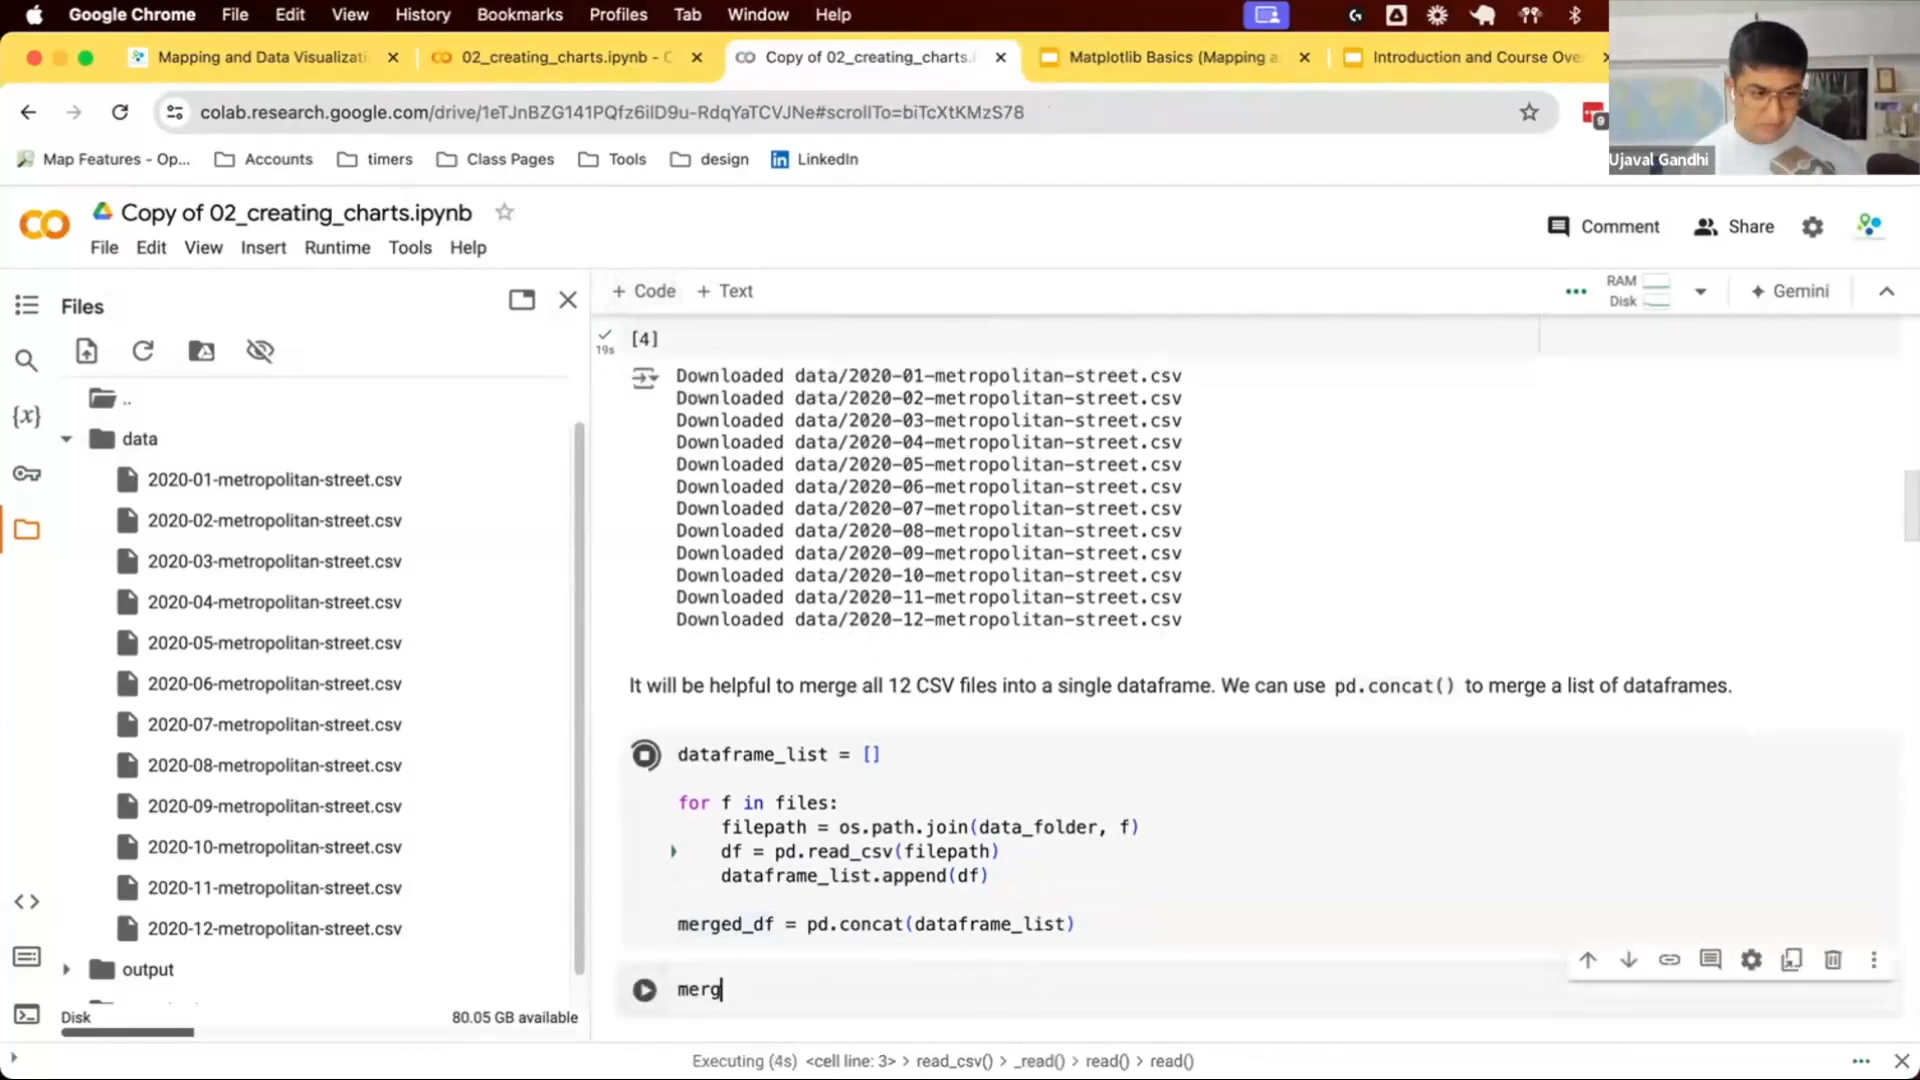 Google Chrome File Edit View History Bookmarks Profiles Tab Window Help
Mapping and Data Visualizati 02_creating_charts.ipynb - C Copy of 02_creating_charts. Matplotlib Basics (Mapping a Introduction and Course Ove
colab.research.google.com/drive/1eTJnBZG141PQfz6ilD9u-RdqYaTCVJNe#scrollTo=biTcXtKMzS78
9
Map Features - Op... Accounts timers Class Pages Tools design LinkedIn
Ujaval Gandhi
Copy of 02_creating_charts.ipynb
File Edit View Insert Runtime Tools Help
Comment Share
Files
+ Code + Text
RAM
Disk
Gemini
..
data
2020-01-metropolitan-street.csv
2020-02-metropolitan-street.csv
2020-03-metropolitan-street.csv
2020-04-metropolitan-street.csv
2020-05-metropolitan-street.csv
2020-06-metropolitan-street.csv
2020-07-metropolitan-street.csv
2020-08-metropolitan-street.csv
2020-09-metropolitan-street.csv
2020-10-metropolitan-street.csv
2020-11-metropolitan-street.csv
2020-12-metropolitan-street.csv
output
Disk 80.05 GB available
19s
[4]
Downloaded data/2020-01-metropolitan-street.csv
Downloaded data/2020-02-metropolitan-street.csv
Downloaded data/2020-03-metropolitan-street.csv
Downloaded data/2020-04-metropolitan-street.csv
Downloaded data/2020-05-metropolitan-street.csv
Downloaded data/2020-06-metropolitan-street.csv
Downloaded data/2020-07-metropolitan-street.csv
Downloaded data/2020-08-metropolitan-street.csv
Downloaded data/2020-09-metropolitan-street.csv
Downloaded data/2020-10-metropolitan-street.csv
Downloaded data/2020-11-metropolitan-street.csv
Downloaded data/2020-12-metropolitan-street.csv
It will be helpful to merge all 12 CSV files into a single dataframe. We can use pd.concat() to merge a list of dataframes.
dataframe_list = []
for f in files:
filepath = os.path.join(data_folder, f)
df = pd.read_csv(filepath)
dataframe_list.append(df)
merged_df = pd.concat(dataframe_list)
merg
Executing (4s) <cell line: 3> > read_csv() > _read() > read() > read()